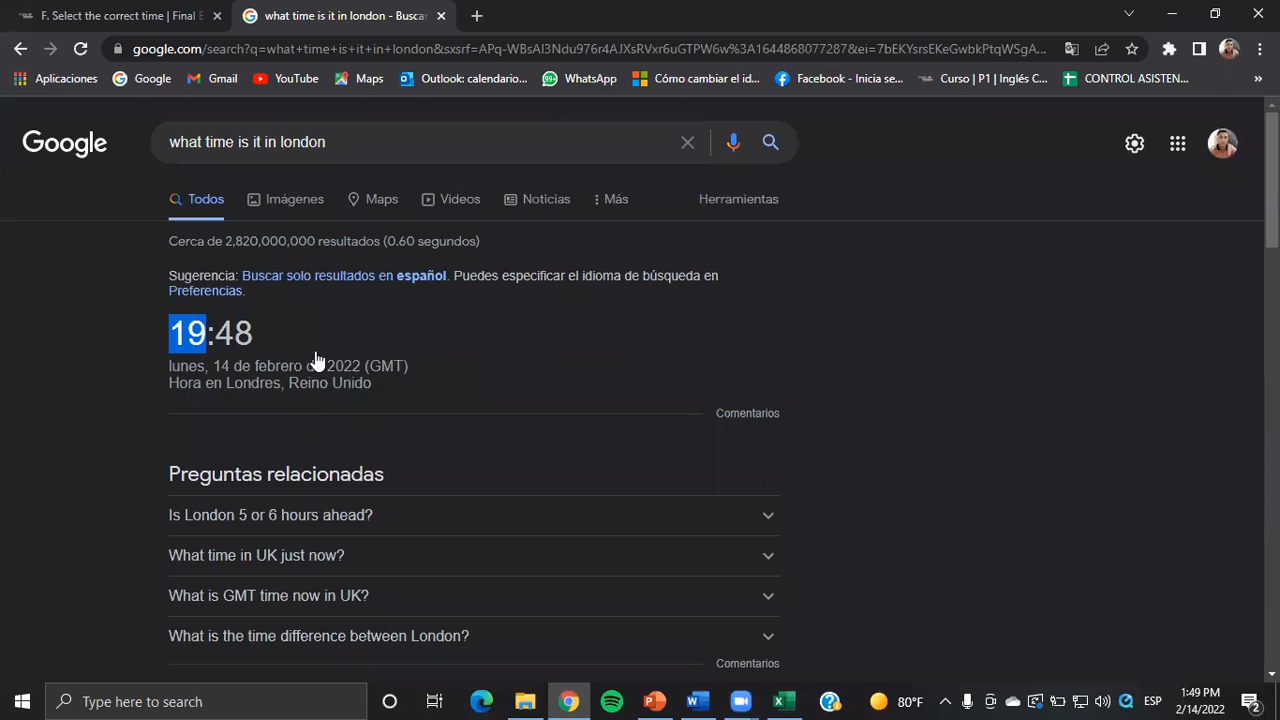 F. Select the correct time | Final E
what time is it in london - Buscar
google.com/search?q=what+time+is+it+in+london&sxsrf=APq-WBsAI3Ndu976r4AJXsRVxr6uGTPW6w%3A1644868077287&ei=7bEKYsrsEKeGwbkPtqWSgA...
Aplicaciones
Google
Gmail
YouTube
Maps
Outlook: calendario...
99+
WhatsApp
Cómo cambiar el id...
Facebook - Inicia se...
Curso | P1 | Inglés C...
CONTROL ASISTEN...
»
Google
what time is it in london
Todos
Imágenes
Maps
Videos
Noticias
Más
Herramientas
Cerca de 2,820,000,000 resultados (0.60 segundos)
Sugerencia: Buscar solo resultados en español. Puedes especificar el idioma de búsqueda en
Preferencias.
19:48
lunes, 14 de febrero de 2022 (GMT)
Hora en Londres, Reino Unido
Comentarios
Preguntas relacionadas
Is London 5 or 6 hours ahead?
What time in UK just now?
What is GMT time now in UK?
What is the time difference between London?
Comentarios
Type here to search
80°F
ESP
1:49 PM
2/14/2022
2